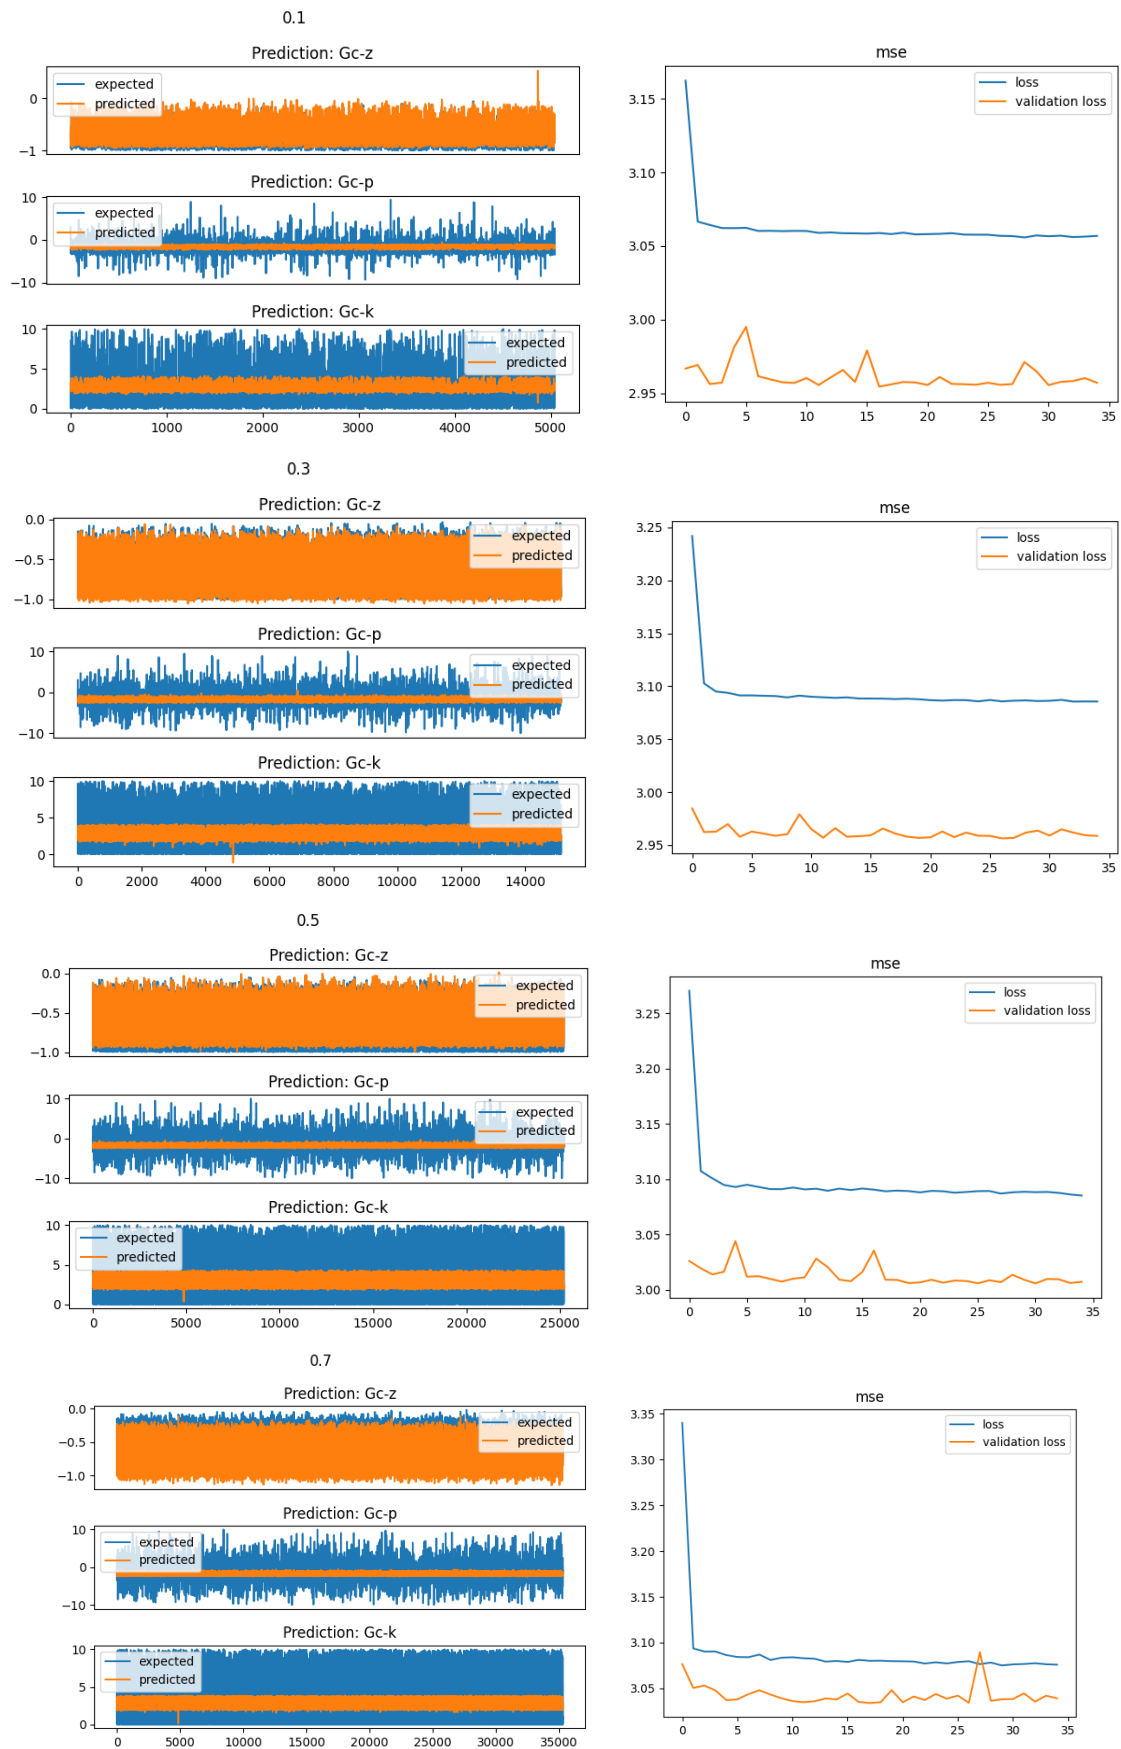 0.1
Prediction: Gc-z
expected
predicted
0
−1
Prediction: Gc-p
expected
predicted
10
0
−10
Prediction: Gc-k
expected
predicted
10
5
0
0 1000 2000 3000 4000 5000
mse
loss
validation loss
3.15
3.10
3.05
3.00
2.95
0 5 10 15 20 25 30 35
0.3
Prediction: Gc-z
expected
predicted
0.0
−0.5
−1.0
Prediction: Gc-p
expected
predicted
10
0
−10
Prediction: Gc-k
expected
predicted
10
5
0
0 2000 4000 6000 8000 10000 12000 14000
mse
loss
validation loss
3.25
3.20
3.15
3.10
3.05
3.00
2.95
0 5 10 15 20 25 30 35
0.5
Prediction: Gc-z
expected
predicted
0.0
−0.5
−1.0
Prediction: Gc-p
expected
predicted
10
0
−10
Prediction: Gc-k
expected
predicted
10
5
0
0 5000 10000 15000 20000 25000
mse
loss
validation loss
3.25
3.20
3.15
3.10
3.05
3.00
0 5 10 15 20 25 30 35
0.7
Prediction: Gc-z
expected
predicted
0.0
−0.5
−1.0
Prediction: Gc-p
expected
predicted
10
0
−10
Prediction: Gc-k
expected
predicted
10
5
0
0 5000 10000 15000 20000 25000 30000 35000
mse
loss
validation loss
3.35
3.30
3.25
3.20
3.15
3.10
3.05
0 5 10 15 20 25 30 35